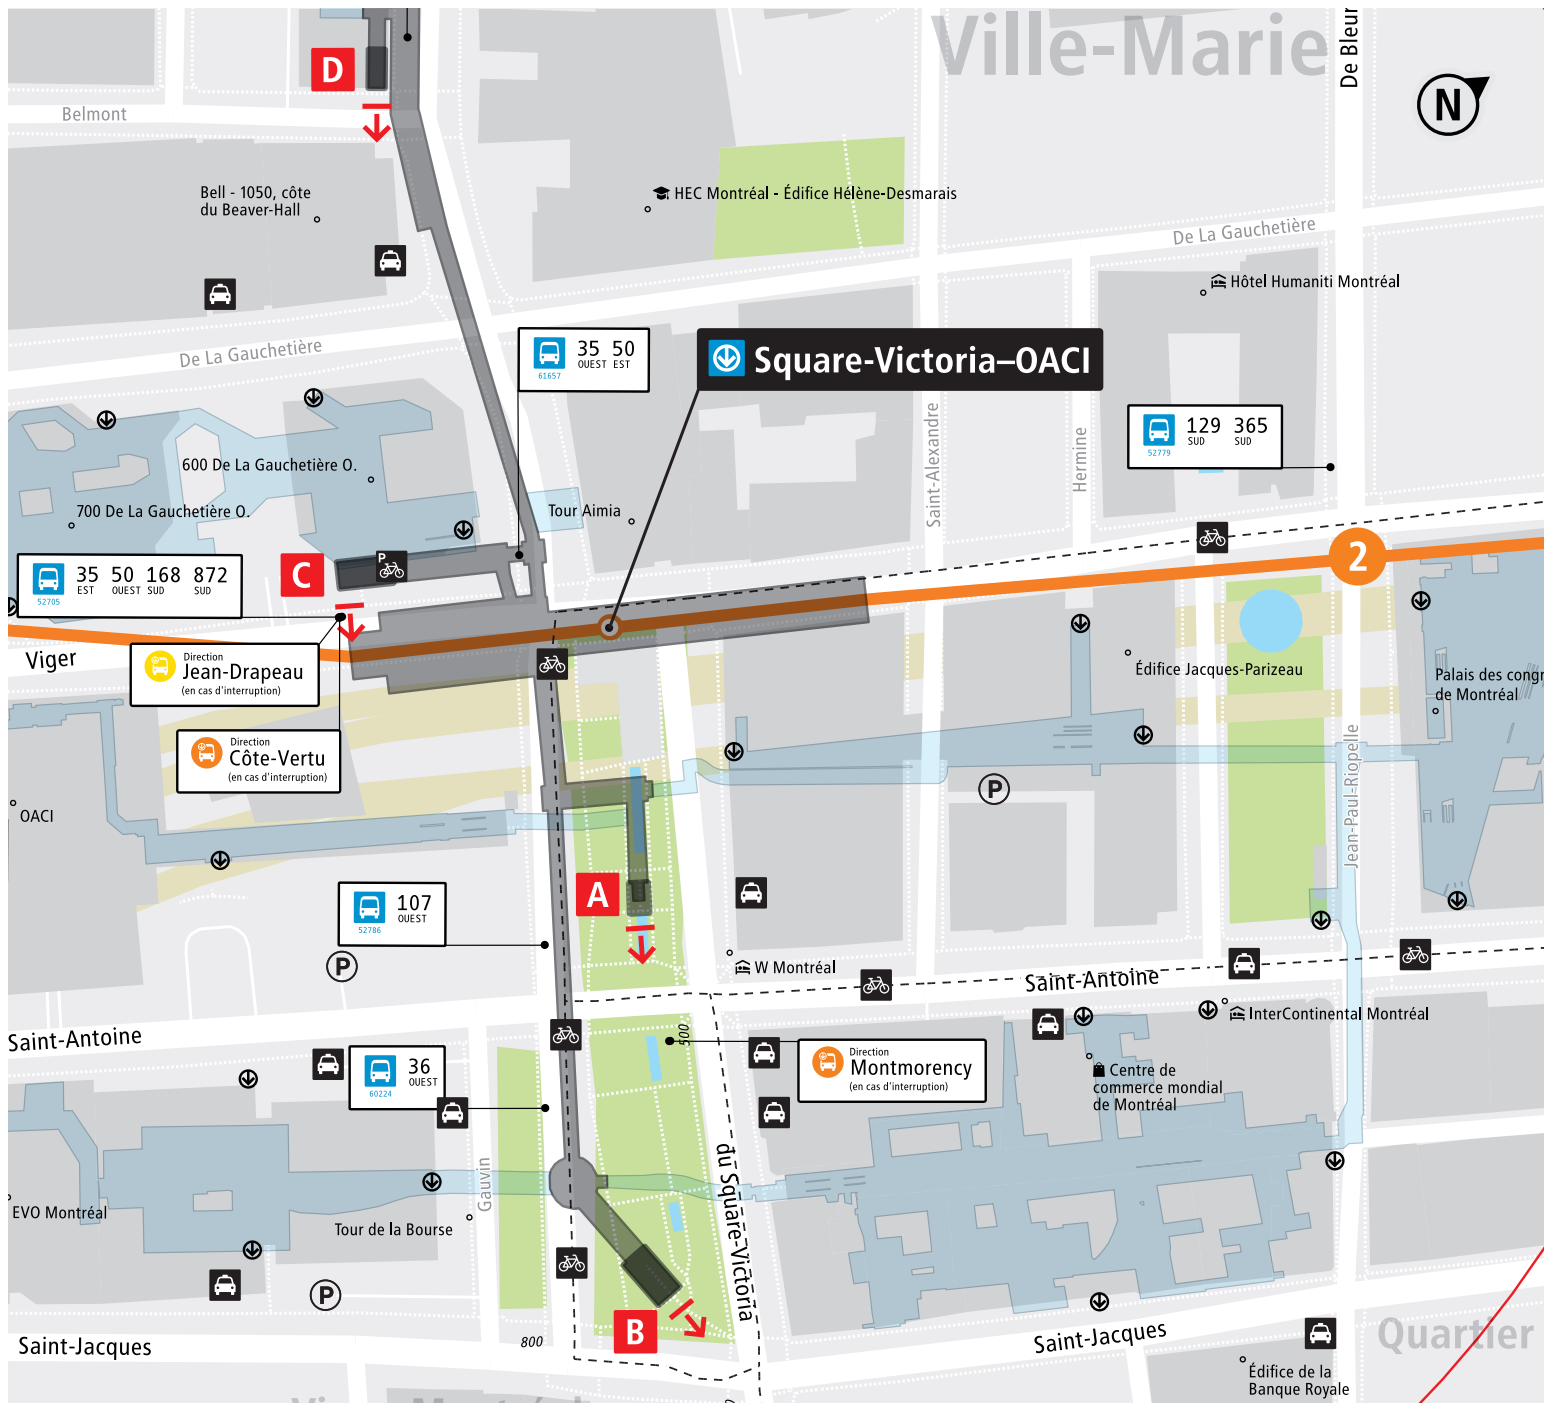 Ville-Marie
De Bleur
N
D
Belmont
Bell - 1050, côte
du Beaver-Hall
HEC Montréal - Édifice Hélène-Desmarais
De La Gauchetière
Hôtel Humaniti Montréal
De La Gauchetière
35 50
OUEST EST
61657
Square-Victoria–OACI
Saint-Alexandre
Hermine
129 365
SUD SUD
52779
600 De La Gauchetière O.
700 De La Gauchetière O.
Tour Aimia
P
C
35 50 168 872
EST OUEST SUD SUD
52705
2
Viger
Direction
Jean-Drapeau
(en cas d'interruption)
Direction
Côte-Vertu
(en cas d'interruption)
Édifice Jacques-Parizeau
Palais des congr
de Montréal
Jean-Paul-Riopelle
OACI
P
A
107
OUEST
52786
P
W Montréal
Saint-Antoine
InterContinental Montréal
Saint-Antoine
500
36
OUEST
60224
Direction
Montmorency
(en cas d'interruption)
Centre de
commerce mondial
de Montréal
du Square-Victoria
Gauvin
EVO Montréal
Tour de la Bourse
P
B
800
Saint-Jacques
Saint-Jacques
Quartier
Édifice de la
Banque Royale